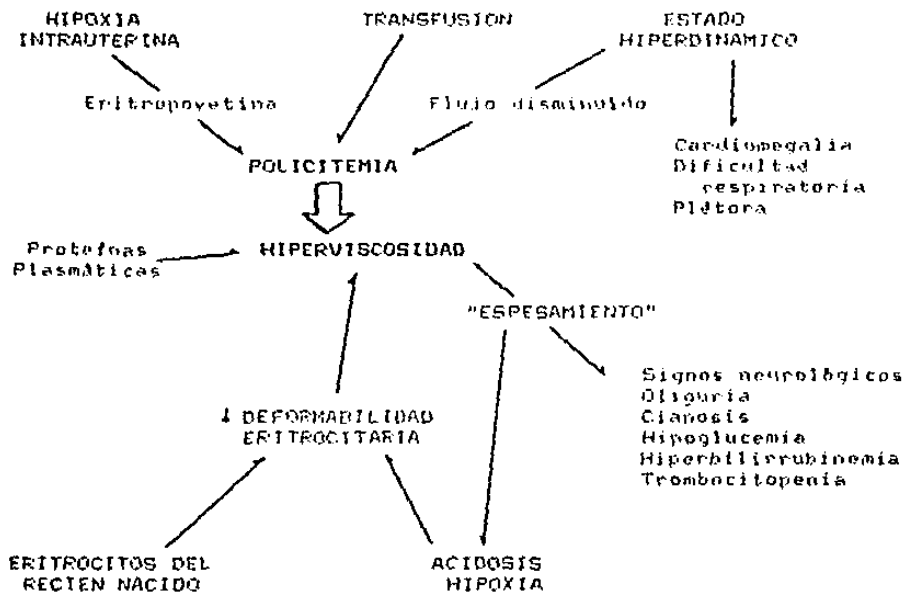 HIPOXIA
INTRAUTERINA
TRANSFUSION
ESTADO
HIPERDINAMICO
Eritropoyetina
Flujo disminuido
Cardiomegalia
Dificultad
respiratoria
Plétora
POLICITEMIA
Proteínas
Plasmáticas
HIPERVISCOSIDAD
"ESPESAMIENTO"
Signos neurológicos
Oliguria
Cianosis
Hipoglucemia
Hiperbilirrubinemia
Trombocitopenia
↓ DEFORMABILIDAD
ERITROCITARIA
ERITROCITOS DEL
RECIEN NACIDO
ACIDOSIS
HIPOXIA